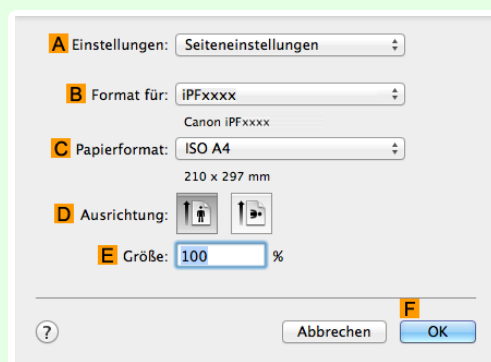 A Einstellungen: Seiteneinstellungen
B Format für: iPFxxxx
Canon iPFxxxx
C Papierformat: ISO A4
210 x 297 mm
D Ausrichtung:
E Größe: 100 %
F
? Abbrechen OK